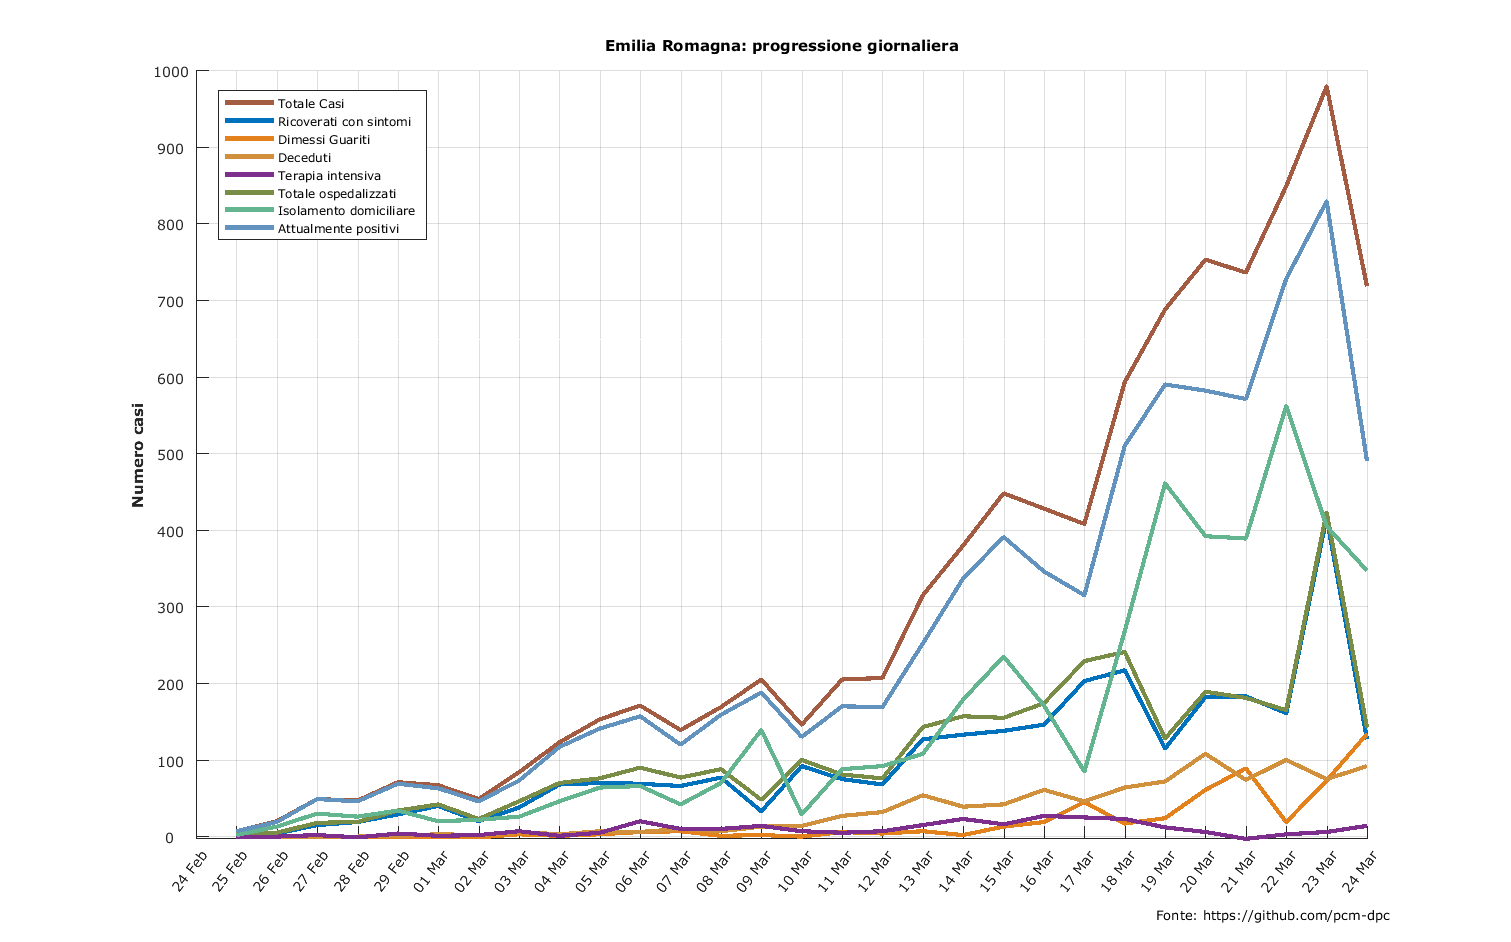 Emilia Romagna: progressione giornaliera
1000
900
800
700
600
500
400
300
200
100
0
Numero casi
Totale Casi
Ricoverati con sintomi
Dimessi Guariti
Deceduti
Terapia intensiva
Totale ospedalizzati
Isolamento domiciliare
Attualmente positivi
24 Feb
25 Feb
26 Feb
27 Feb
28 Feb
29 Feb
01 Mar
02 Mar
03 Mar
04 Mar
05 Mar
06 Mar
07 Mar
08 Mar
09 Mar
10 Mar
11 Mar
12 Mar
13 Mar
14 Mar
15 Mar
16 Mar
17 Mar
18 Mar
19 Mar
20 Mar
21 Mar
22 Mar
23 Mar
24 Mar
Fonte: https://github.com/pcm-dpc